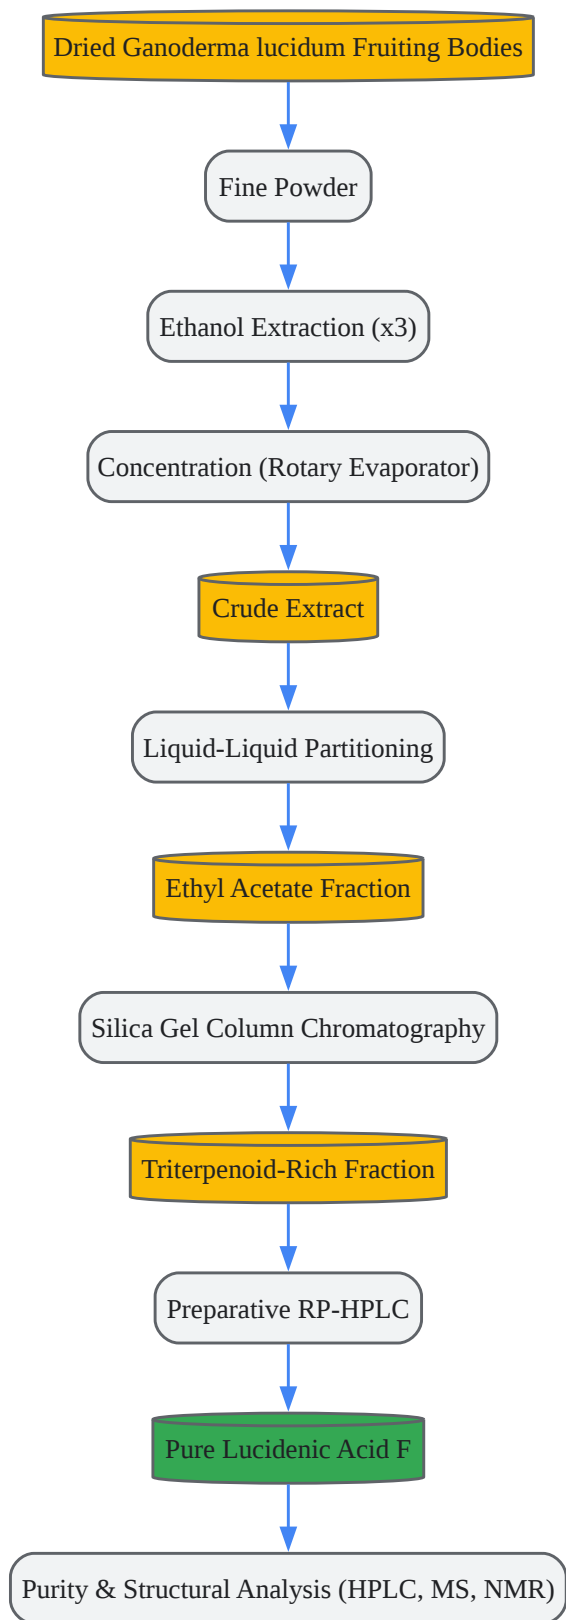 Dried Ganoderma lucidum Fruiting Bodies
Fine Powder
Ethanol Extraction (x3)
Concentration (Rotary Evaporator)
Crude Extract
Liquid-Liquid Partitioning
Ethyl Acetate Fraction
Silica Gel Column Chromatography
Triterpenoid-Rich Fraction
Preparative RP-HPLC
Pure Lucidenic Acid F
Purity & Structural Analysis (HPLC, MS, NMR)